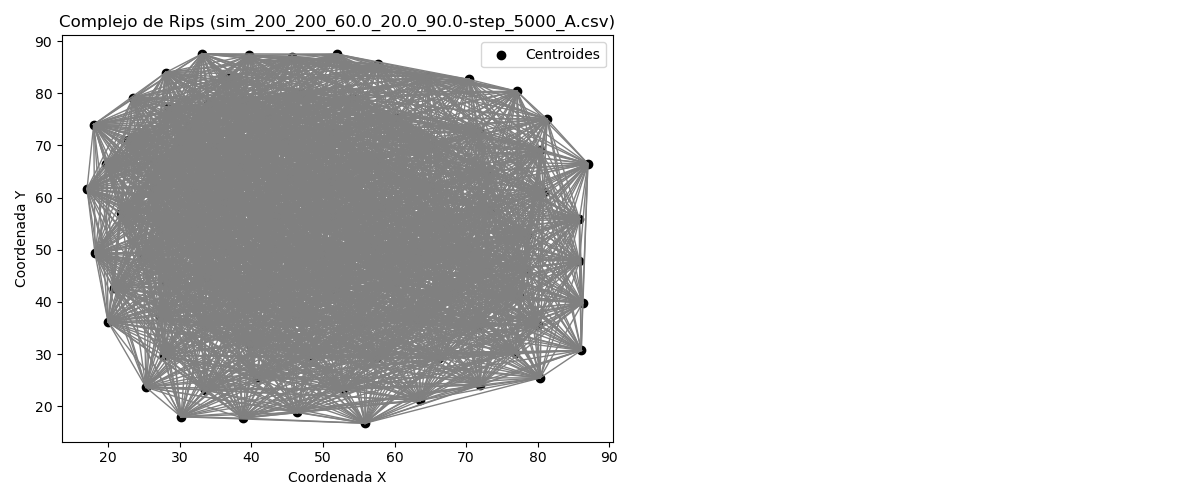 Complejo de Rips (sim_200_200_60.0_20.0_90.0-step_5000_A.csv)
Centroides
Coordenada Y
90
80
70
60
50
40
30
20
20 30 40 50 60 70 80 90
Coordenada X